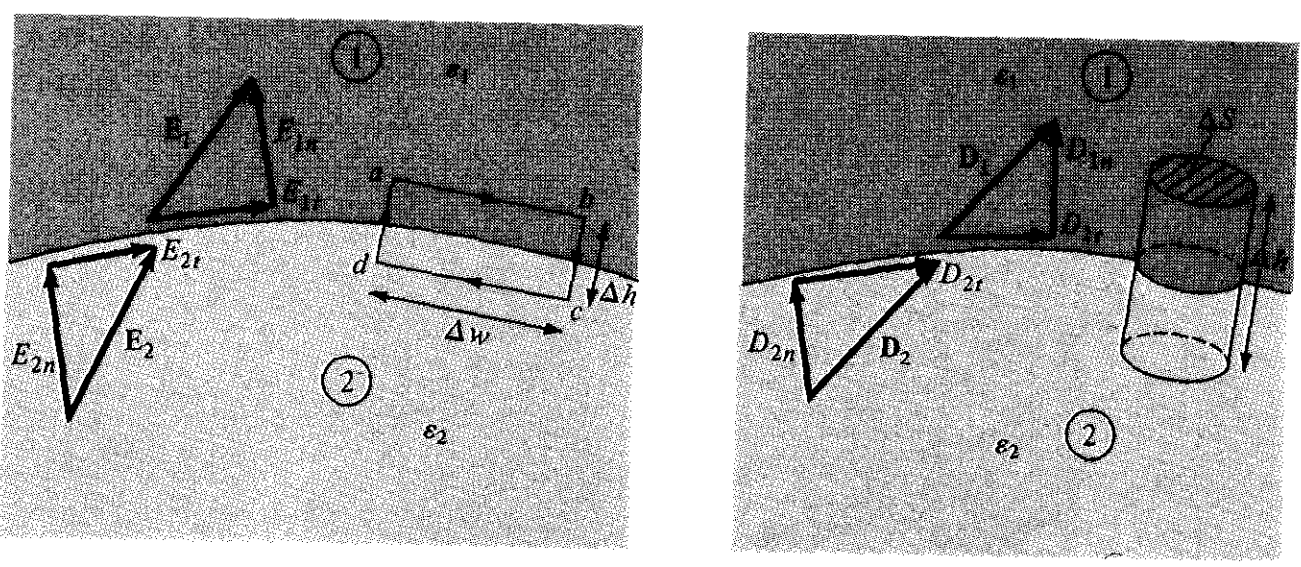 1
ε₁
E₁
E₁ₙ
E₁ₜ
a
b
E₂ₜ
d
c
Δh
Δw
E₂ₙ
E₂
2
ε₂
ε₁
1
ΔS
D₁
D₁ₙ
D₁ₜ
Δh
D₂ₜ
D₂ₙ
D₂
ε₂
2